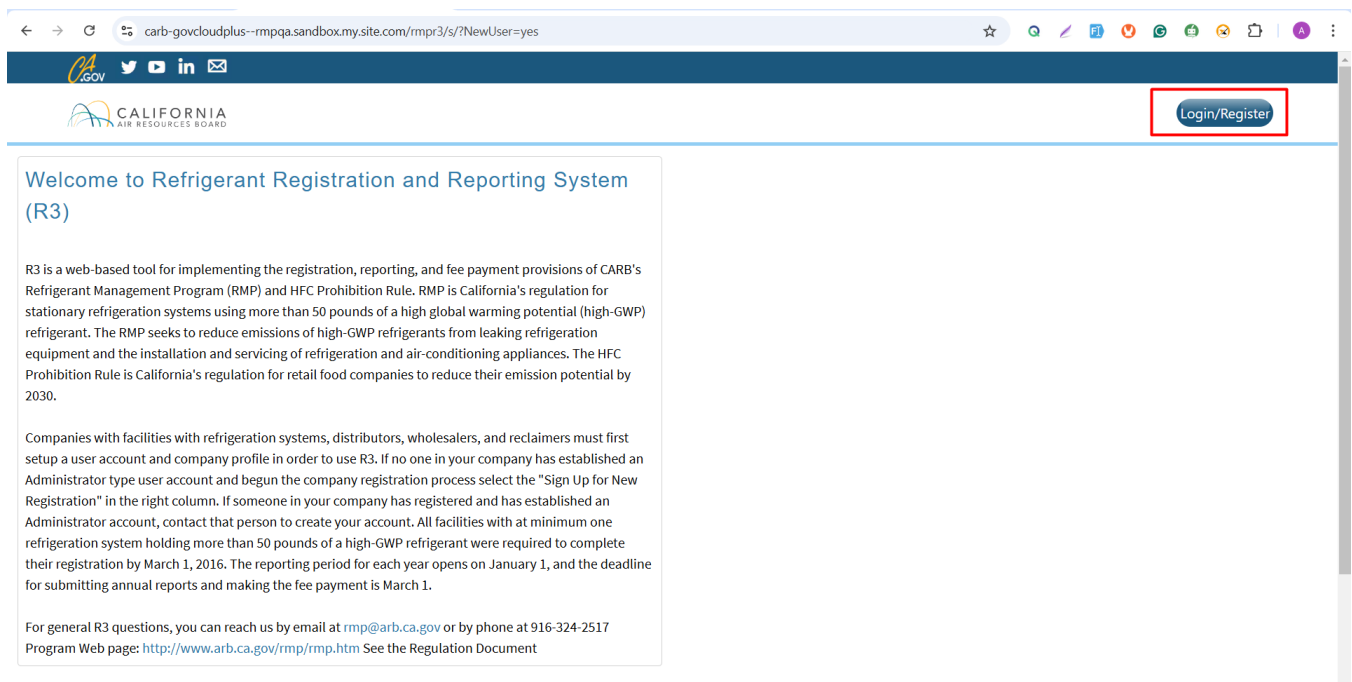 carb-govcloudplus--rmpqa.sandbox.my.site.com/rmpr3/s/?NewUser=yes
A
CA.GOV
CALIFORNIA
AIR RESOURCES BOARD
Login/Register
Welcome to Refrigerant Registration and Reporting System
(R3)
R3 is a web-based tool for implementing the registration, reporting, and fee payment provisions of CARB's
Refrigerant Management Program (RMP) and HFC Prohibition Rule. RMP is California's regulation for
stationary refrigeration systems using more than 50 pounds of a high global warming potential (high-GWP)
refrigerant. The RMP seeks to reduce emissions of high-GWP refrigerants from leaking refrigeration
equipment and the installation and servicing of refrigeration and air-conditioning appliances. The HFC
Prohibition Rule is California's regulation for retail food companies to reduce their emission potential by
2030.
Companies with facilities with refrigeration systems, distributors, wholesalers, and reclaimers must first
setup a user account and company profile in order to use R3. If no one in your company has established an
Administrator type user account and begun the company registration process select the "Sign Up for New
Registration" in the right column. If someone in your company has registered and has established an
Administrator account, contact that person to create your account. All facilities with at minimum one
refrigeration system holding more than 50 pounds of a high-GWP refrigerant were required to complete
their registration by March 1, 2016. The reporting period for each year opens on January 1, and the deadline
for submitting annual reports and making the fee payment is March 1.
For general R3 questions, you can reach us by email at rmp@arb.ca.gov or by phone at 916-324-2517
Program Web page: http://www.arb.ca.gov/rmp/rmp.htm See the Regulation Document